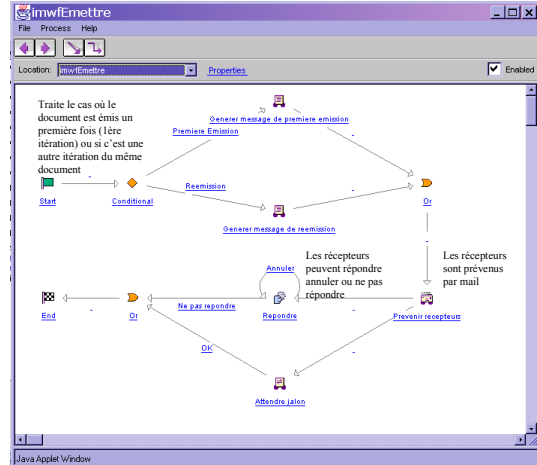 imwfEmettre
File Process Help
Location: imwfEmettre Properties Enabled
Traite le cas où le
document est émis un
première fois (1ère
itération) ou si c'est une
autre itération du même
document
Generer message de premiere emission
Premiere Emission
Reemission
Start
Conditional
Or
Generer message de reemission
Les récepteurs
peuvent répondre
annuler ou ne pas
répondre
Les récepteurs
sont prévenus
par mail
Annuler
Ne pas repondre
End
Or
Repondre
Prevenir recepteurs
OK
Attendre jalon
Java Applet Window